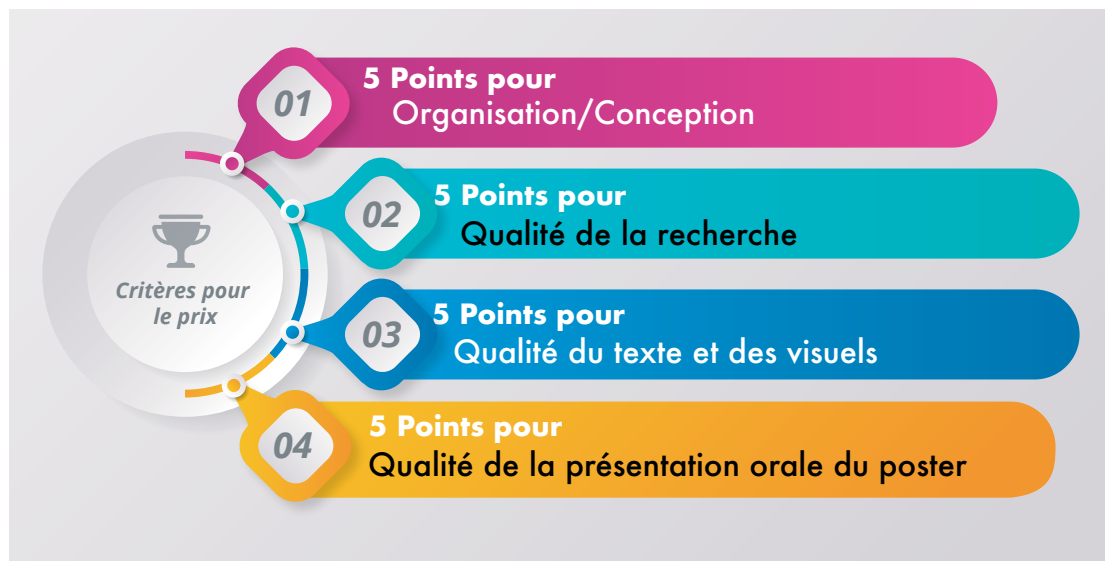 01
5 Points pour
Organisation/Conception
02
5 Points pour
Qualité de la recherche
Critères pour
le prix
03
5 Points pour
Qualité du texte et des visuels
04
5 Points pour
Qualité de la présentation orale du poster